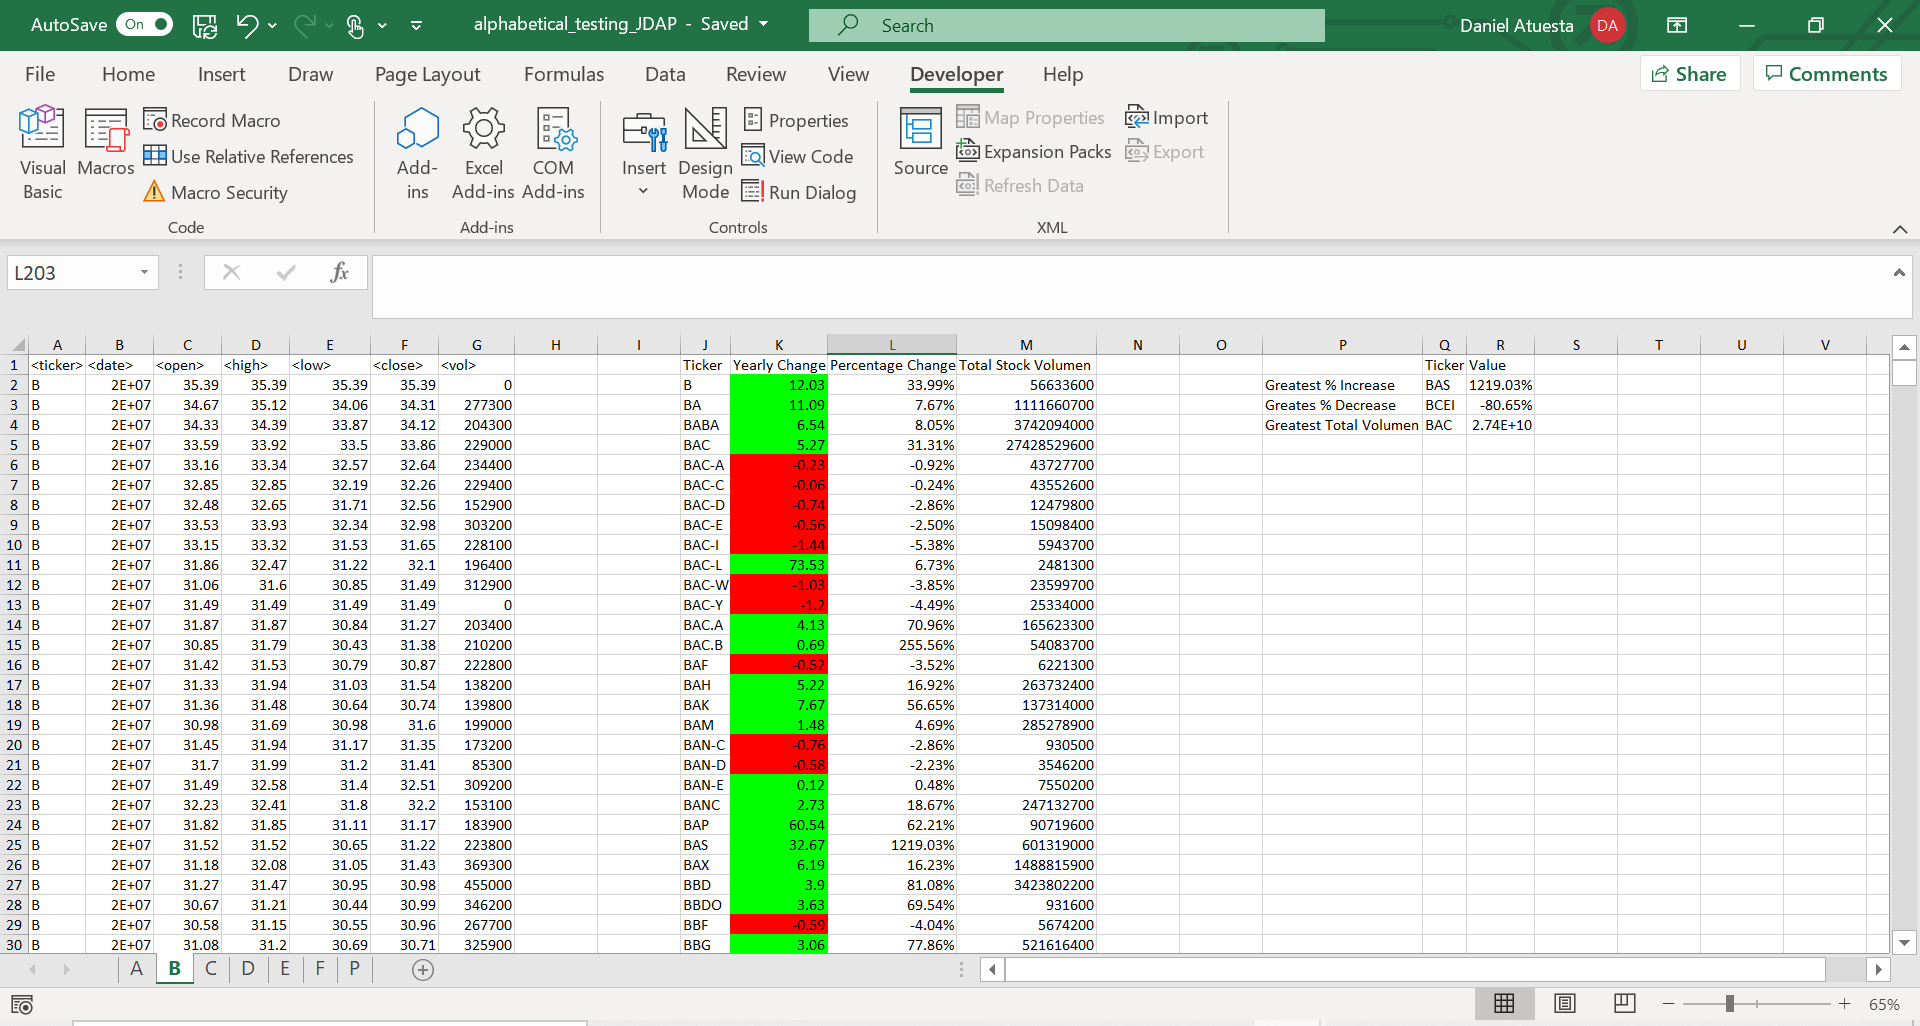 AutoSave On alphabetical_testing_JDAP - Saved Search Daniel Atuesta DA
File Home Insert Draw Page Layout Formulas Data Review View Developer Help Share Comments
Visual Basic Macros Record Macro Use Relative References Macro Security Code
Add-ins Excel Add-ins COM Add-ins Add-ins
Insert Design Mode Properties View Code Run Dialog Controls
Source Map Properties Expansion Packs Refresh Data Import Export XML
L203 fx
A B C D E F G H I J K L M N O P Q R S T U V
1 <ticker> <date> <open> <high> <low> <close> <vol> Ticker Yearly Change Percentage Change Total Stock Volumen Ticker Value
2 B 2E+07 35.39 35.39 35.39 35.39 0 B 12.03 33.99% 56633600 Greatest % Increase BAS 1219.03%
3 B 2E+07 34.67 35.12 34.06 34.31 277300 BA 11.09 7.67% 1111660700 Greates % Decrease BCEI -80.65%
4 B 2E+07 34.33 34.39 33.87 34.12 204300 BABA 6.54 8.05% 3742094000 Greatest Total Volumen BAC 2.74E+10
5 B 2E+07 33.59 33.92 33.5 33.86 229000 BAC 5.27 31.31% 27428529600
6 B 2E+07 33.16 33.34 32.57 32.64 234400 BAC-A -0.23 -0.92% 43727700
7 B 2E+07 32.85 32.85 32.19 32.26 229400 BAC-C -0.06 -0.24% 43552600
8 B 2E+07 32.48 32.65 31.71 32.56 152900 BAC-D -0.74 -2.86% 12479800
9 B 2E+07 33.53 33.93 32.34 32.98 303200 BAC-E -0.56 -2.50% 15098400
10 B 2E+07 33.15 33.32 31.53 31.65 228100 BAC-I -1.44 -5.38% 5943700
11 B 2E+07 31.86 32.47 31.22 32.1 196400 BAC-L 73.53 6.73% 2481300
12 B 2E+07 31.06 31.6 30.85 31.49 312900 BAC-W -1.03 -3.85% 23599700
13 B 2E+07 31.49 31.49 31.49 31.49 0 BAC-Y -1.2 -4.49% 25334000
14 B 2E+07 31.87 31.87 30.84 31.27 203400 BAC.A 4.13 70.96% 165623300
15 B 2E+07 30.85 31.79 30.43 31.38 210200 BAC.B 0.69 255.56% 54083700
16 B 2E+07 31.42 31.53 30.79 30.87 222800 BAF -0.52 -3.52% 6221300
17 B 2E+07 31.33 31.94 31.03 31.54 138200 BAH 5.22 16.92% 263732400
18 B 2E+07 31.36 31.48 30.64 30.74 139800 BAK 7.67 56.65% 137314000
19 B 2E+07 30.98 31.69 30.98 31.6 199000 BAM 1.48 4.69% 285278900
20 B 2E+07 31.45 31.94 31.17 31.35 173200 BAN-C -0.76 -2.86% 930500
21 B 2E+07 31.7 31.99 31.2 31.41 85300 BAN-D -0.58 -2.23% 3546200
22 B 2E+07 31.49 32.58 31.4 32.51 309200 BAN-E 0.12 0.48% 7550200
23 B 2E+07 32.23 32.41 31.8 32.2 153100 BANC 2.73 18.67% 247132700
24 B 2E+07 31.82 31.85 31.11 31.17 183900 BAP 60.54 62.21% 90719600
25 B 2E+07 31.52 31.52 30.65 31.22 223800 BAS 32.67 1219.03% 601319000
26 B 2E+07 31.18 32.08 31.05 31.43 369300 BAX 6.19 16.23% 1488815900
27 B 2E+07 31.27 31.47 30.95 30.98 455000 BBD 3.9 81.08% 3423802200
28 B 2E+07 30.67 31.21 30.44 30.99 346200 BBDO 3.63 69.54% 931600
29 B 2E+07 30.58 31.15 30.55 30.96 267700 BBF -0.59 -4.04% 5674200
30 B 2E+07 31.08 31.2 30.69 30.71 325900 BBG 3.06 77.86% 521616400
A B C D E F P
65%